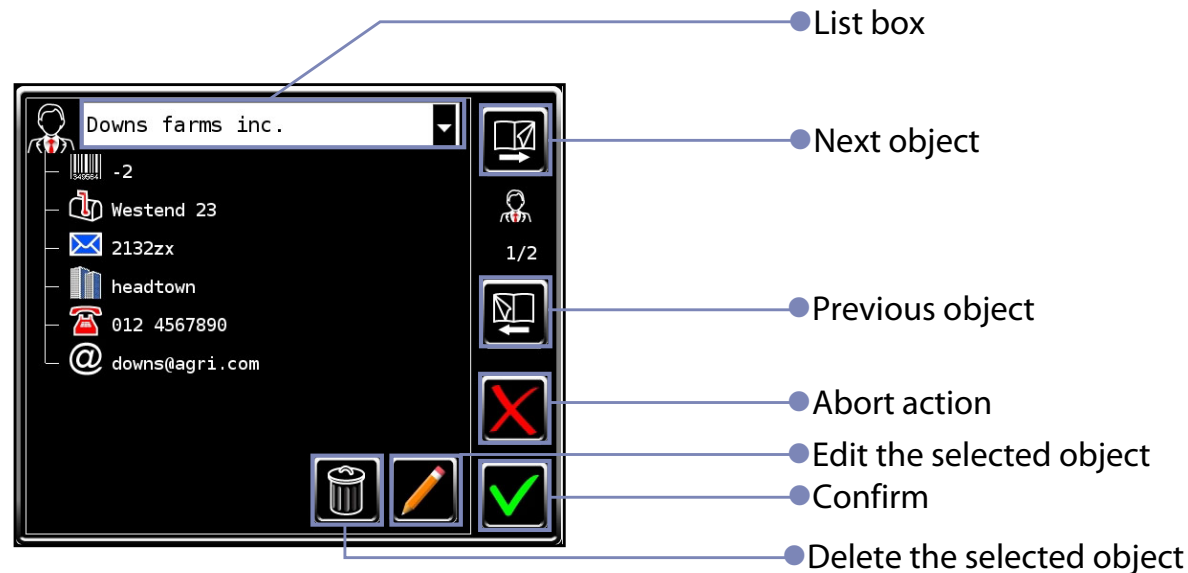 List box
Downs farms inc.
Next object
349564
-2
Westend 23
2132zx
1/2
headtown
Previous object
012 4567890
@ downs@agri.com
Abort action
Edit the selected object
Confirm
Delete the selected object